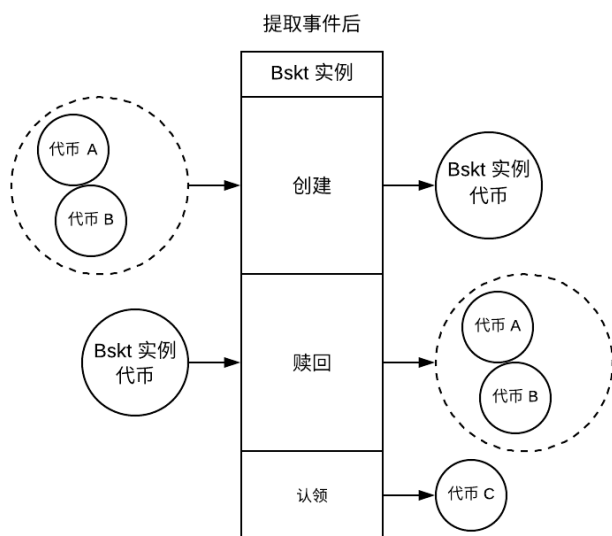 提取事件后
Bskt 实例
代币 A
代币 B
创建
Bskt 实例
代币
Bskt 实例
代币
赎回
代币 A
代币 B
认领
代币 C